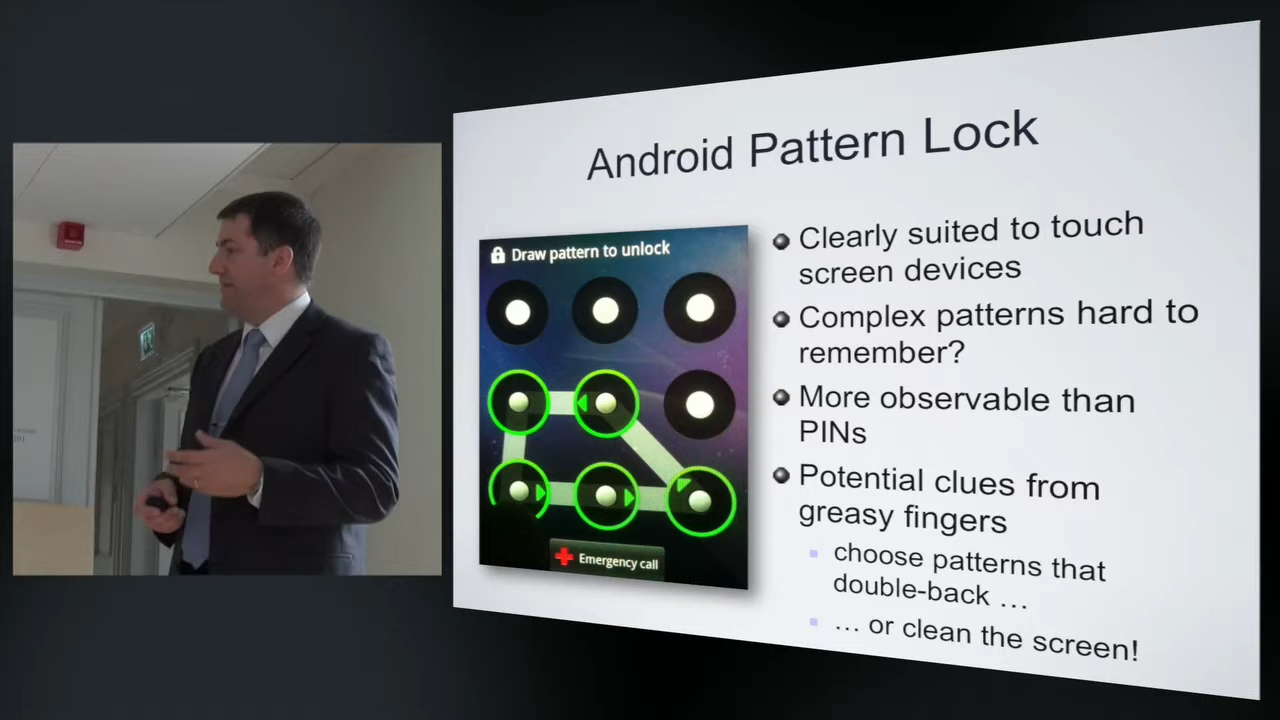 Android Pattern Lock
Draw pattern to unlock
Emergency call
Clearly suited to touch
screen devices
Complex patterns hard to
remember?
More observable than
PINs
Potential clues from
greasy fingers
choose patterns that
double-back …
… or clean the screen!